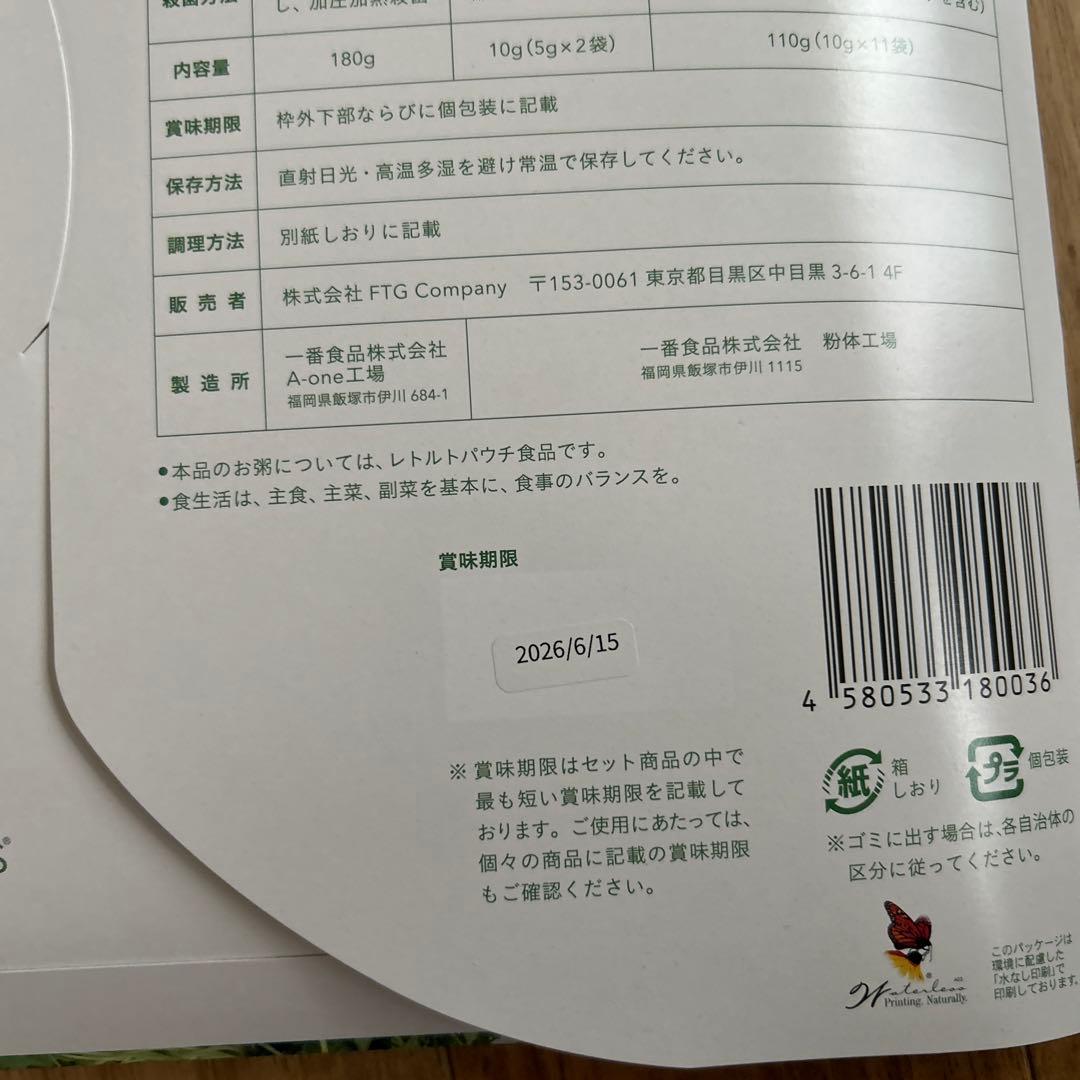 し、加圧加熱殺菌
を含む)
内容量 180g 10g(5g×2袋) 110g(10g×11袋)
賞味期限 枠外下部ならびに個包装に記載
保存方法 直射日光・高温多湿を避け常温で保存してください。
調理方法 別紙しおりに記載
販売者 株式会社 FTG Company 〒153-0061 東京都目黒区中目黒 3-6-1 4F
製造所
一番食品株式会社
A-one工場
福岡県飯塚市伊川 684-1
一番食品株式会社 粉体工場
福岡県飯塚市伊川 1115
●本品のお粥については、レトルトパウチ食品です。
●食生活は、主食、主菜、副菜を基本に、食事のバランスを。
賞味期限
2026/6/15
4 580533 180036
※賞味期限はセット商品の中で
最も短い賞味期限を記載して
おります。ご使用にあたっては、
個々の商品に記載の賞味期限
もご確認ください。
紙
箱
しおり
プラ
個包装
※ゴミに出す場合は、各自治体の
区分に従ってください。
Waterless
Printing. Naturally.
このパッケージは
環境に配慮した
「水なし印刷」で
印刷しております。